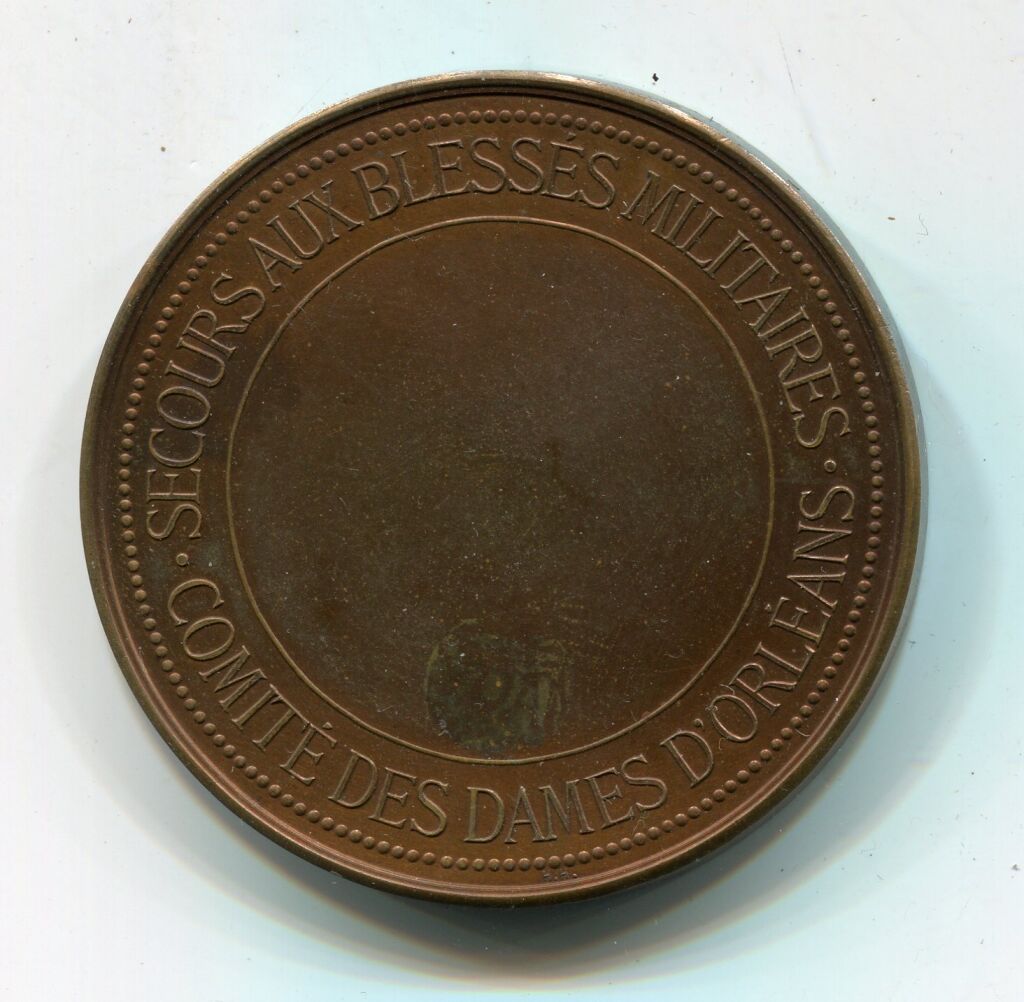 · SECOURS AUX BLESSÉS MILITAIRES ·
COMITÉ DES DAMES D'ORLÉANS